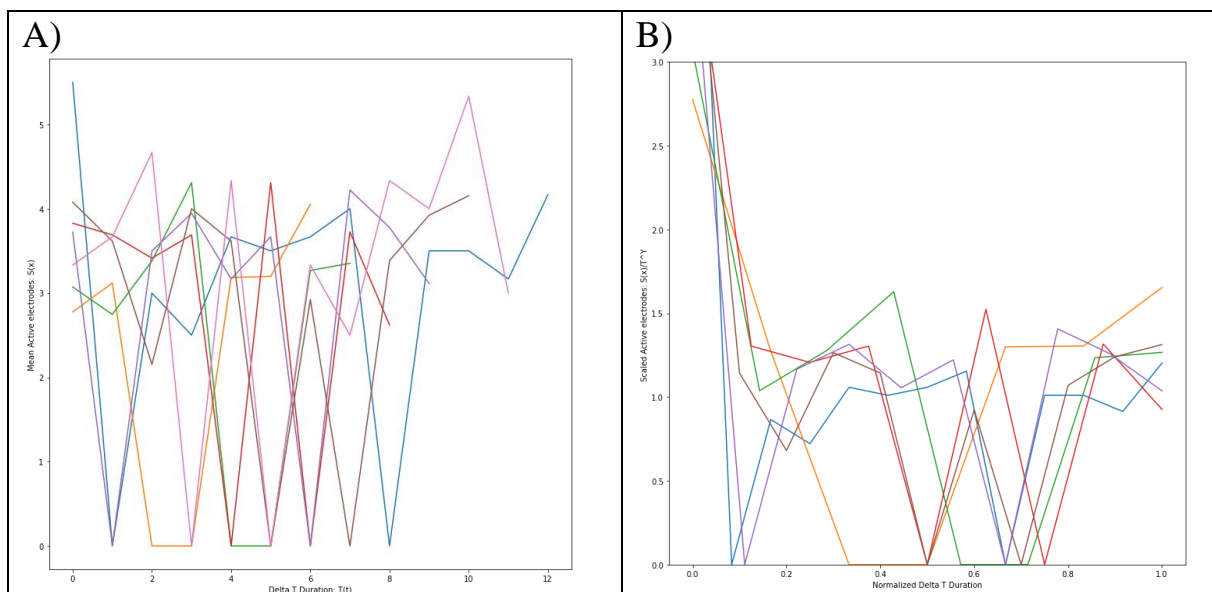 A)
Mean Active electrodes: S(x)
5
4
3
2
1
0
0 2 4 6 8 10 12
Delta T Duration: T(t)
B)
Scaled Active electrodes: S(x)/T^Y
3.0
2.5
2.0
1.5
1.0
0.5
0.0
0.0 0.2 0.4 0.6 0.8 1.0
Normalized Delta T Duration